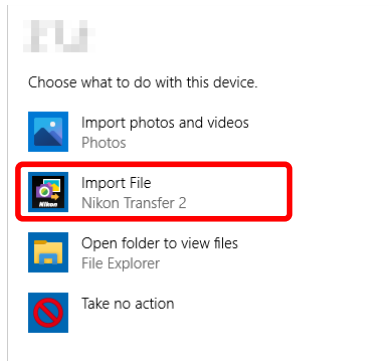 Choose what to do with this device.
Import photos and videos
Photos
Import File
Nikon Transfer 2
Nikon
Open folder to view files
File Explorer
Take no action